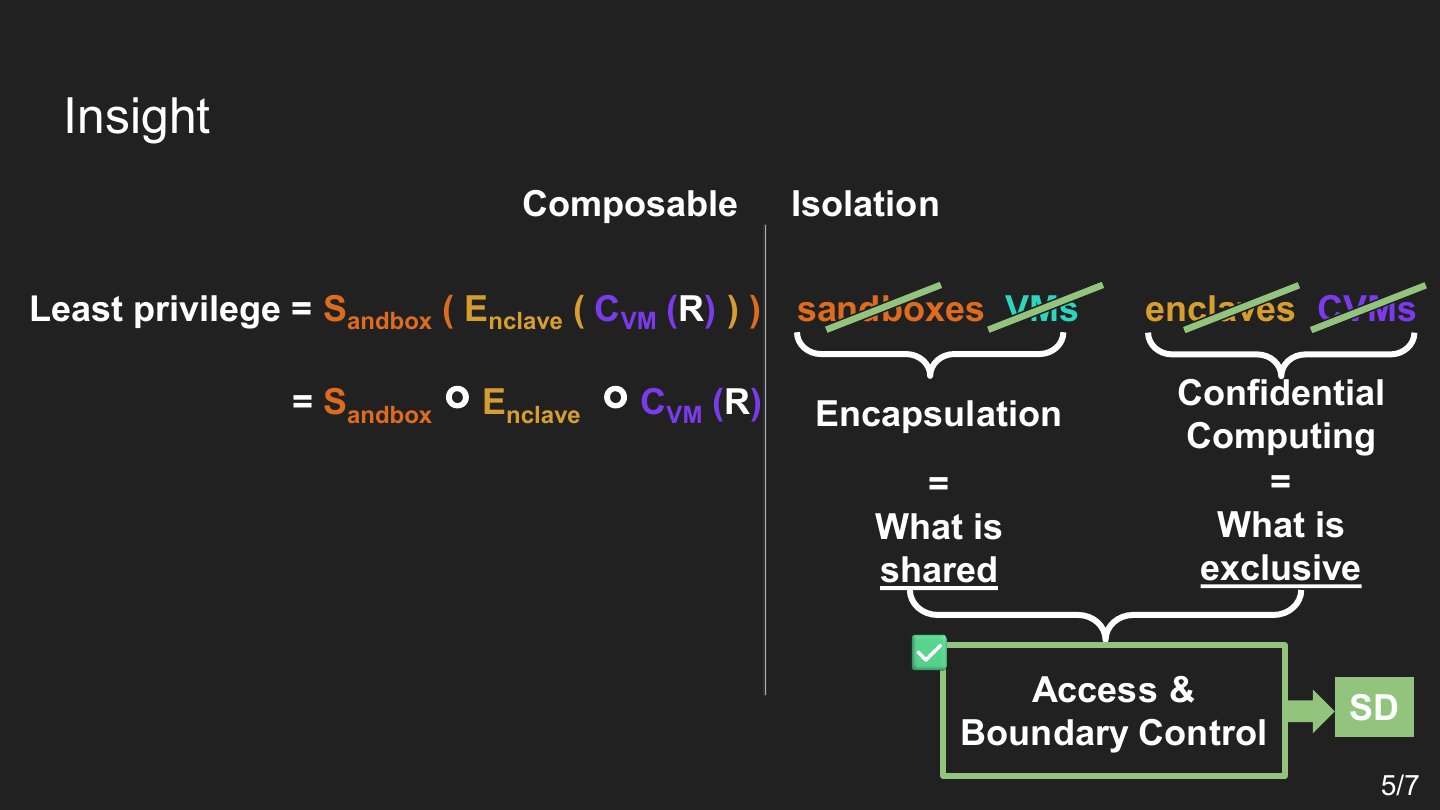 Insight
Composable
Isolation
Least privilege = Sandbox ( Enclave ( CVM (R) ) )
= Sandbox ∘ Enclave ∘ CVM (R)
sandboxes VMs
enclaves CVMs
Encapsulation
=
What is
shared
Confidential
Computing
=
What is
exclusive
Access &
Boundary Control
SD
5/7